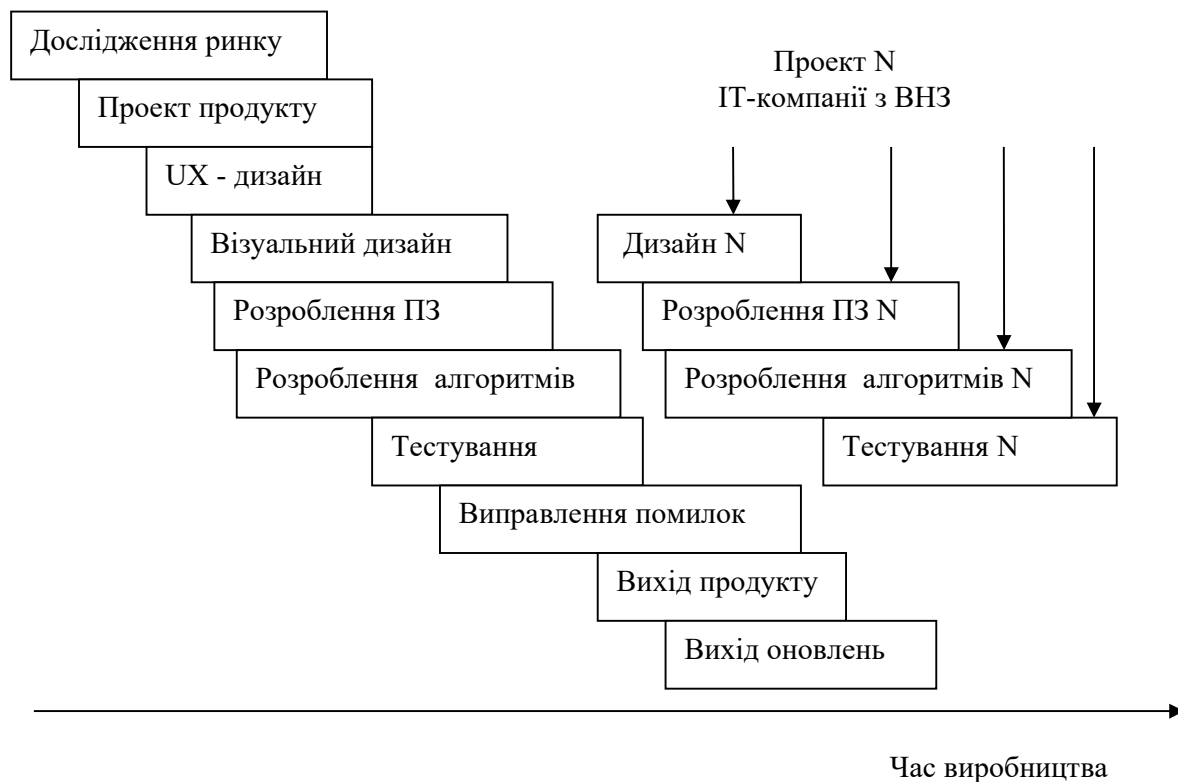 Дослідження ринку
Проект продукту
UX - дизайн
Візуальний дизайн
Розроблення ПЗ
Розроблення алгоритмів
Тестування
Виправлення помилок
Вихід продукту
Вихід оновлень
Проект N
ІТ-компанії з ВНЗ
Дизайн N
Розроблення ПЗ N
Розроблення алгоритмів N
Тестування N
Час виробництва